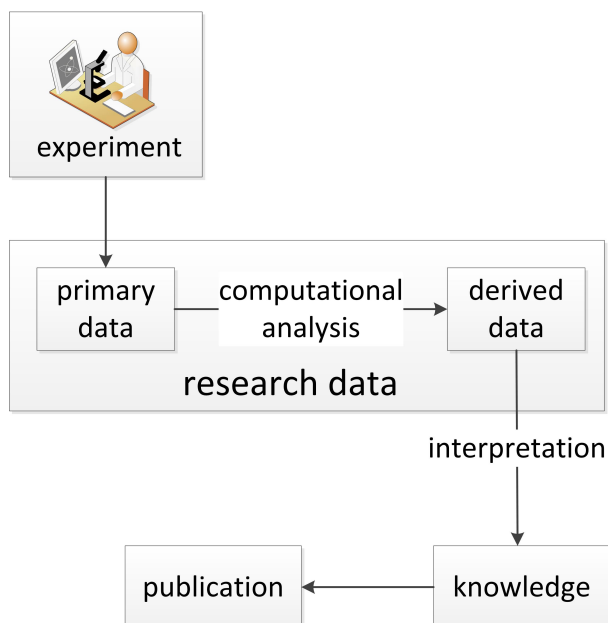 experiment
primary
data
computational
analysis
derived
data
research data
interpretation
publication
knowledge